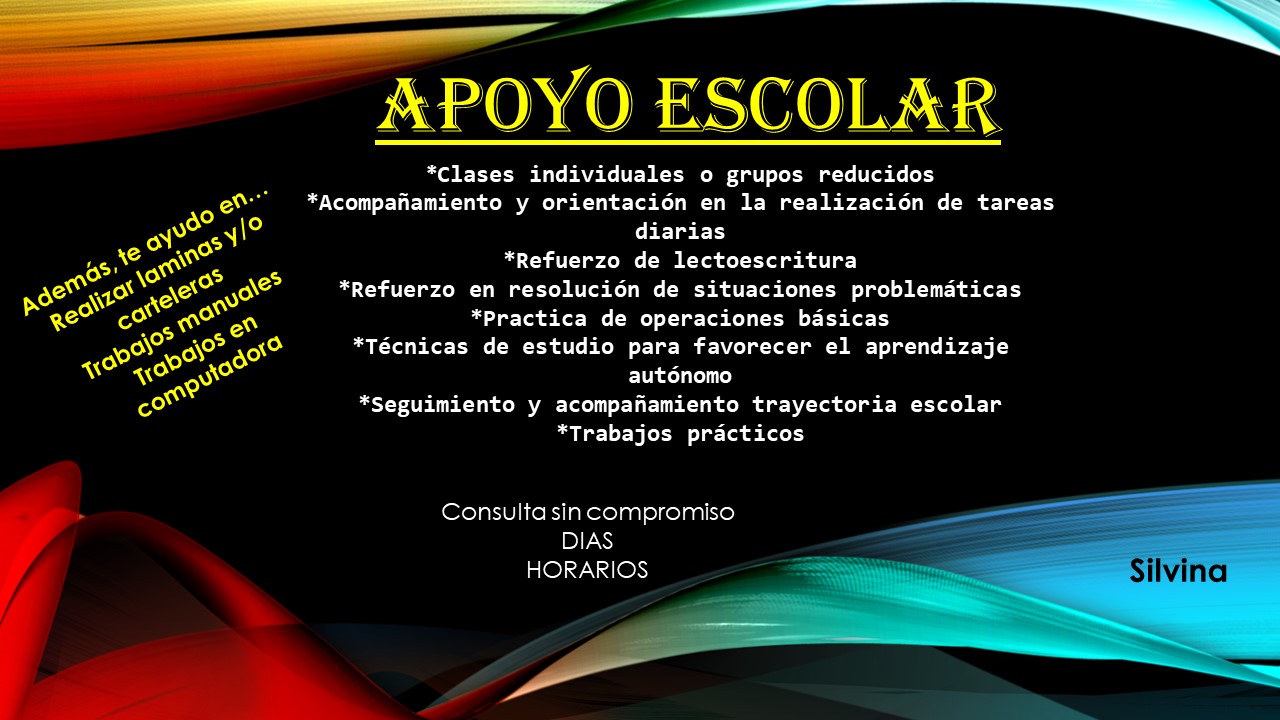 APOYO ESCOLAR
*Clases individuales o grupos reducidos
*Acompañamiento y orientación en la realización de tareas
diarias
*Refuerzo de lectoescritura
*Refuerzo en resolución de situaciones problemáticas
*Practica de operaciones básicas
*Técnicas de estudio para favorecer el aprendizaje
autónomo
*Seguimiento y acompañamiento trayectoria escolar
*Trabajos prácticos
Además, te ayudo en...
Realizar laminas y/o
carteleras
Trabajos manuales
Trabajos en
computadora
Consulta sin compromiso
DIAS
HORARIOS
Silvina